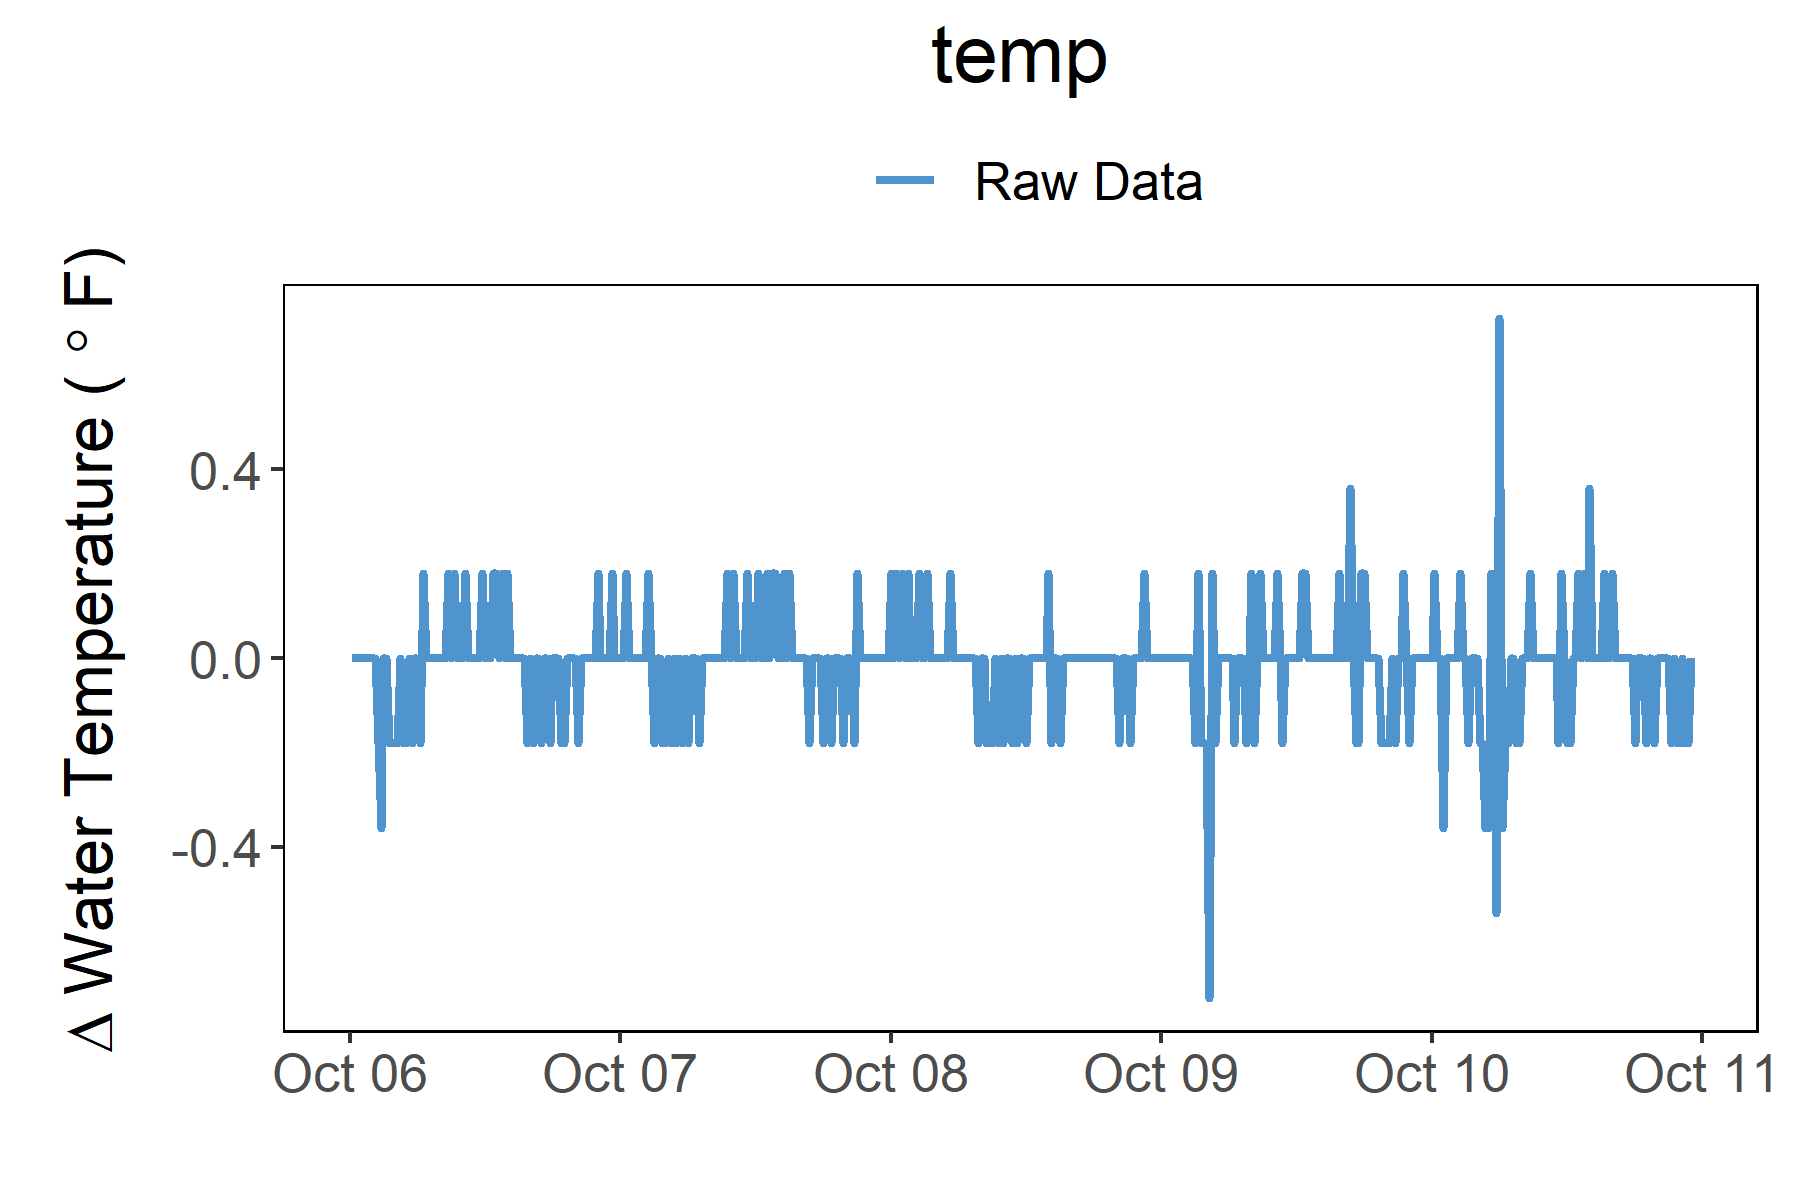 temp
Raw Data
Δ Water Temperature ( ° F)
0.4
0.0
-0.4
Oct 06
Oct 07
Oct 08
Oct 09
Oct 10
Oct 11